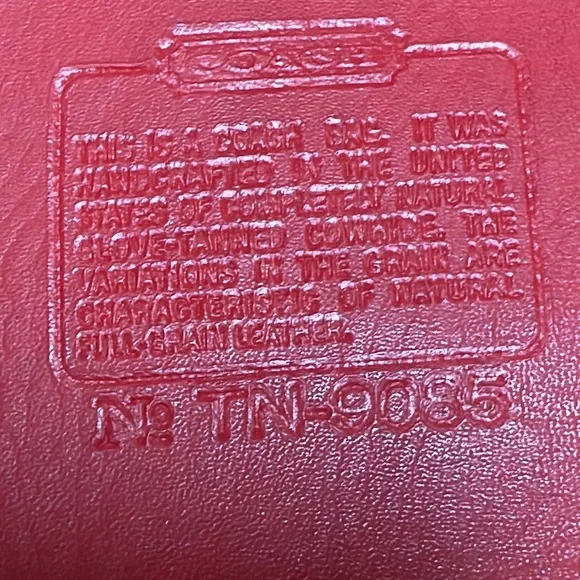 COACH
THIS IS A COACH BAG. IT WAS
HANDCRAFTED IN THE UNITED
STATES OF COMPLETELY NATURAL
GLOVE-TANNED COWHIDE. THE
VARIATIONS IN THE GRAIN ARE
CHARACTERISTIC OF NATURAL
FULL-GRAIN LEATHER.
No TN-9085